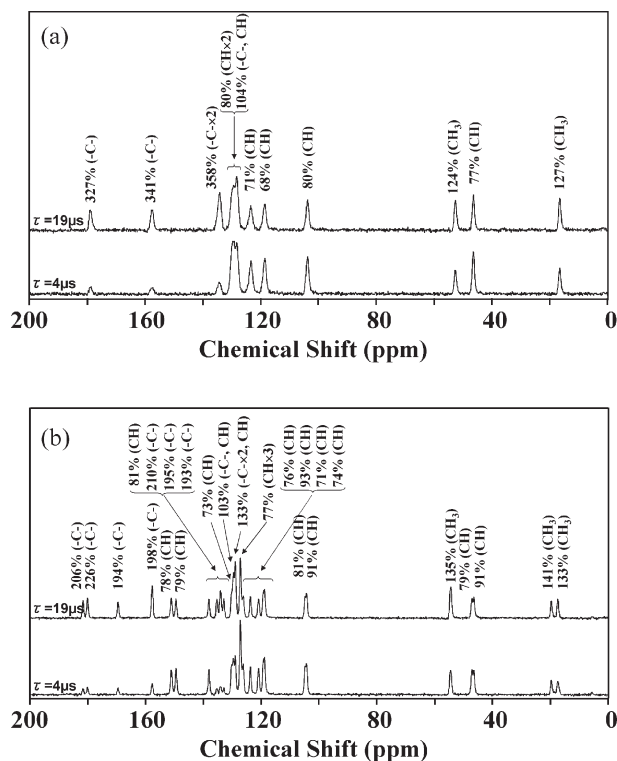 (a)
327% (-C-)
341% (-C-)
358% (-C-×2)
80% (CH×2)
104% (-C-, CH)
71% (CH)
68% (CH)
80% (CH)
124% (CH₃)
77% (CH)
127% (CH₃)
τ =19μs
τ =4μs
200 160 120 80 40 0
Chemical Shift (ppm)
(b)
206% (-C-)
226% (-C-)
194% (-C-)
198% (-C-)
78% (CH)
79% (CH)
81% (CH)
210% (-C-)
195% (-C-)
193% (-C-)
73% (CH)
103% (-C-, CH)
133% (-C-×2, CH)
77% (CH×3)
76% (CH)
93% (CH)
71% (CH)
74% (CH)
81% (CH)
91% (CH)
135% (CH₃)
79% (CH)
91% (CH)
141% (CH₃)
133% (CH₃)
τ =19μs
τ =4μs
200 160 120 80 40 0
Chemical Shift (ppm)